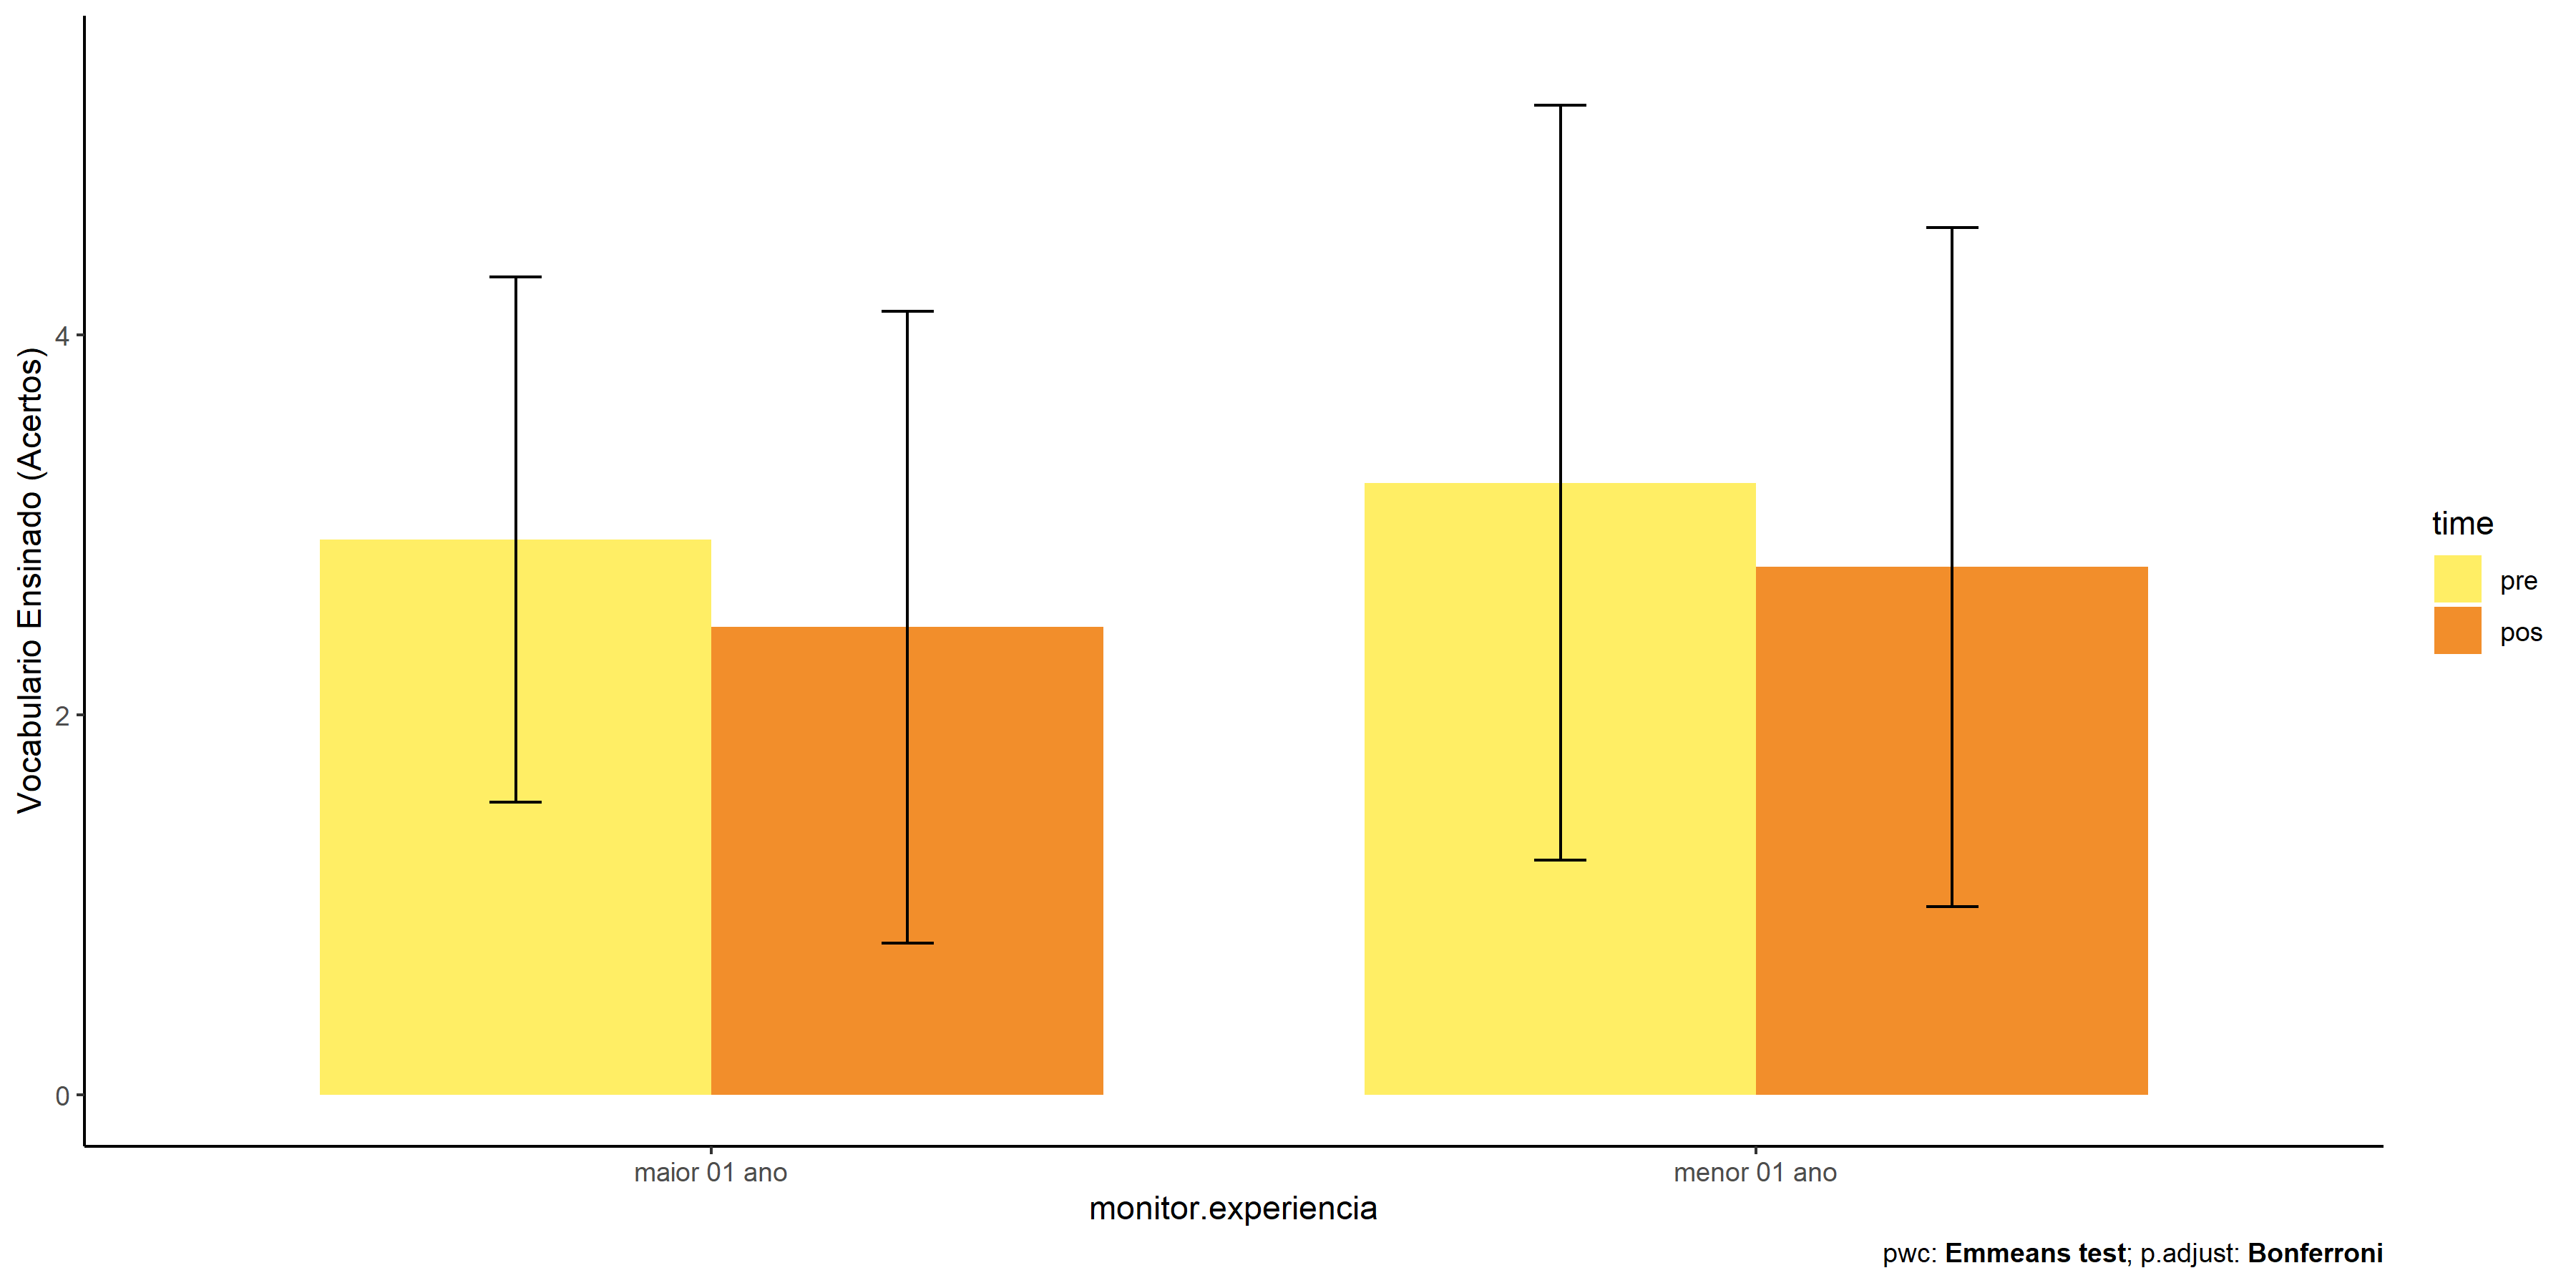 Vocabulario Ensinado (Acertos)
4
2
0
maior 01 ano
menor 01 ano
monitor.experiencia
time
pre
pos
pwc: Emmeans test; p.adjust: Bonferroni